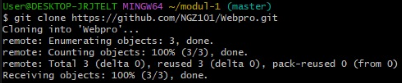 User@DESKTOP-JRJTELT MINGW64 ~/modul-1 (master)
$ git clone https://github.com/NGZ101/Webpro.git
Cloning into 'Webpro'...
remote: Enumerating objects: 3, done.
remote: Counting objects: 100% (3/3), done.
remote: Total 3 (delta 0), reused 3 (delta 0), pack-reused 0 (from 0)
Receiving objects: 100% (3/3), done.